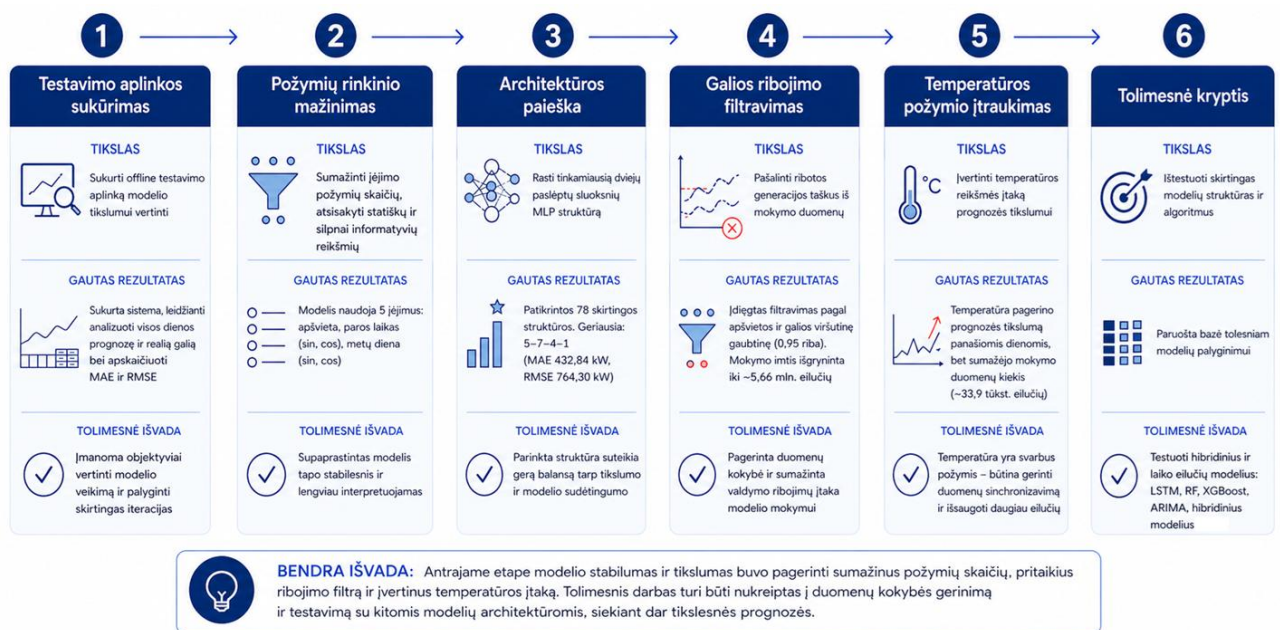 1
2
3
4
5
6
Testavimo aplinkos
sukūrimas
TIKSLAS
Sukurti offline testavimo
aplinką modelio
tikslumui vertinti
GAUTAS REZULTATAS
Sukurta sistema, leidžianti
analizuoti visos dienos
prognozę ir realią galią
bei apskaičiuoti
MAE ir RMSE
TOLIMESNĖ IŠVADA
Įmanoma objektyviai
vertinti modelio
veikimą ir palyginti
skirtingas iteracijas
Požymių rinkinio
mažinimas
TIKSLAS
Sumažinti įėjimo
požymių skaičių,
atsisakyti statiškų ir
silpnai informatyvių
reikšmių
GAUTAS REZULTATAS
Modelis naudoja 5 įėjimus:
apšvieta, paros laikas
(sin, cos), metų diena
(sin, cos)
TOLIMESNĖ IŠVADA
Supaprastintas modelis
tapo stabilesnis ir
lengviau interpretuojamas
Architektūros
paieška
TIKSLAS
Rasti tinkamiausią dviejų
paslėptų sluoksnių
MLP struktūrą
GAUTAS REZULTATAS
Patikrintos 78 skirtingos
struktūros. Geriausia:
5–7–4–1
(MAE 432,84 kW,
RMSE 764,30 kW)
TOLIMESNĖ IŠVADA
Parinkta struktūra suteikia
gerą balansą tarp tikslumo
ir modelio sudėtingumo
Galios ribojimo
filtravimas
TIKSLAS
Pašalinti ribotos
generacijos taškus iš
mokymo duomenų
GAUTAS REZULTATAS
Įdiegtas filtravimas pagal
apšvietos ir galios viršutinę
gaubtinę (0,95 riba).
Mokymo imtis išgryninta
iki ~5,66 mln. eilučių
TOLIMESNĖ IŠVADA
Pagerinta duomenų
kokybė ir sumažinta
valdymo ribojimų įtaka
modelio mokymui
Temperatūros
požymio įtraukimas
TIKSLAS
°C
Įvertinti temperatūros
reikšmės įtaką
prognozės tikslumui
GAUTAS REZULTATAS
Temperatūra pagerino
prognozės tikslumą
panašiomis dienomis,
bet sumažėjo mokymo
duomenų kiekis
(~33,9 tūkst. eilučių)
TOLIMESNĖ IŠVADA
Temperatūra yra svarbus
požymis – būtina gerinti
duomenų sinchronizavimą
ir išsaugoti daugiau eilučių
Tolimesnė kryptis
TIKSLAS
Ištestuoti skirtingas
modelių struktūras ir
algoritmus
GAUTAS REZULTATAS
Paruošta bazė tolesniam
modelių palyginimui
TOLIMESNĖ IŠVADA
Testuoti hibridinius ir
laiko eilučių modelius:
LSTM, RF, XGBoost,
ARIMA, hibridinius
modelius
BENDRA IŠVADA: Antrajame etape modelio stabilumas ir tikslumas buvo pagerinti sumažinus požymių skaičių, pritaikius
ribojimo filtrą ir įvertinus temperatūros įtaką. Tolimesnis darbas turi būti nukreiptas į duomenų kokybės gerinimą
ir testavimą su kitomis modelių architektūromis, siekiant dar tikslesnės prognozės.